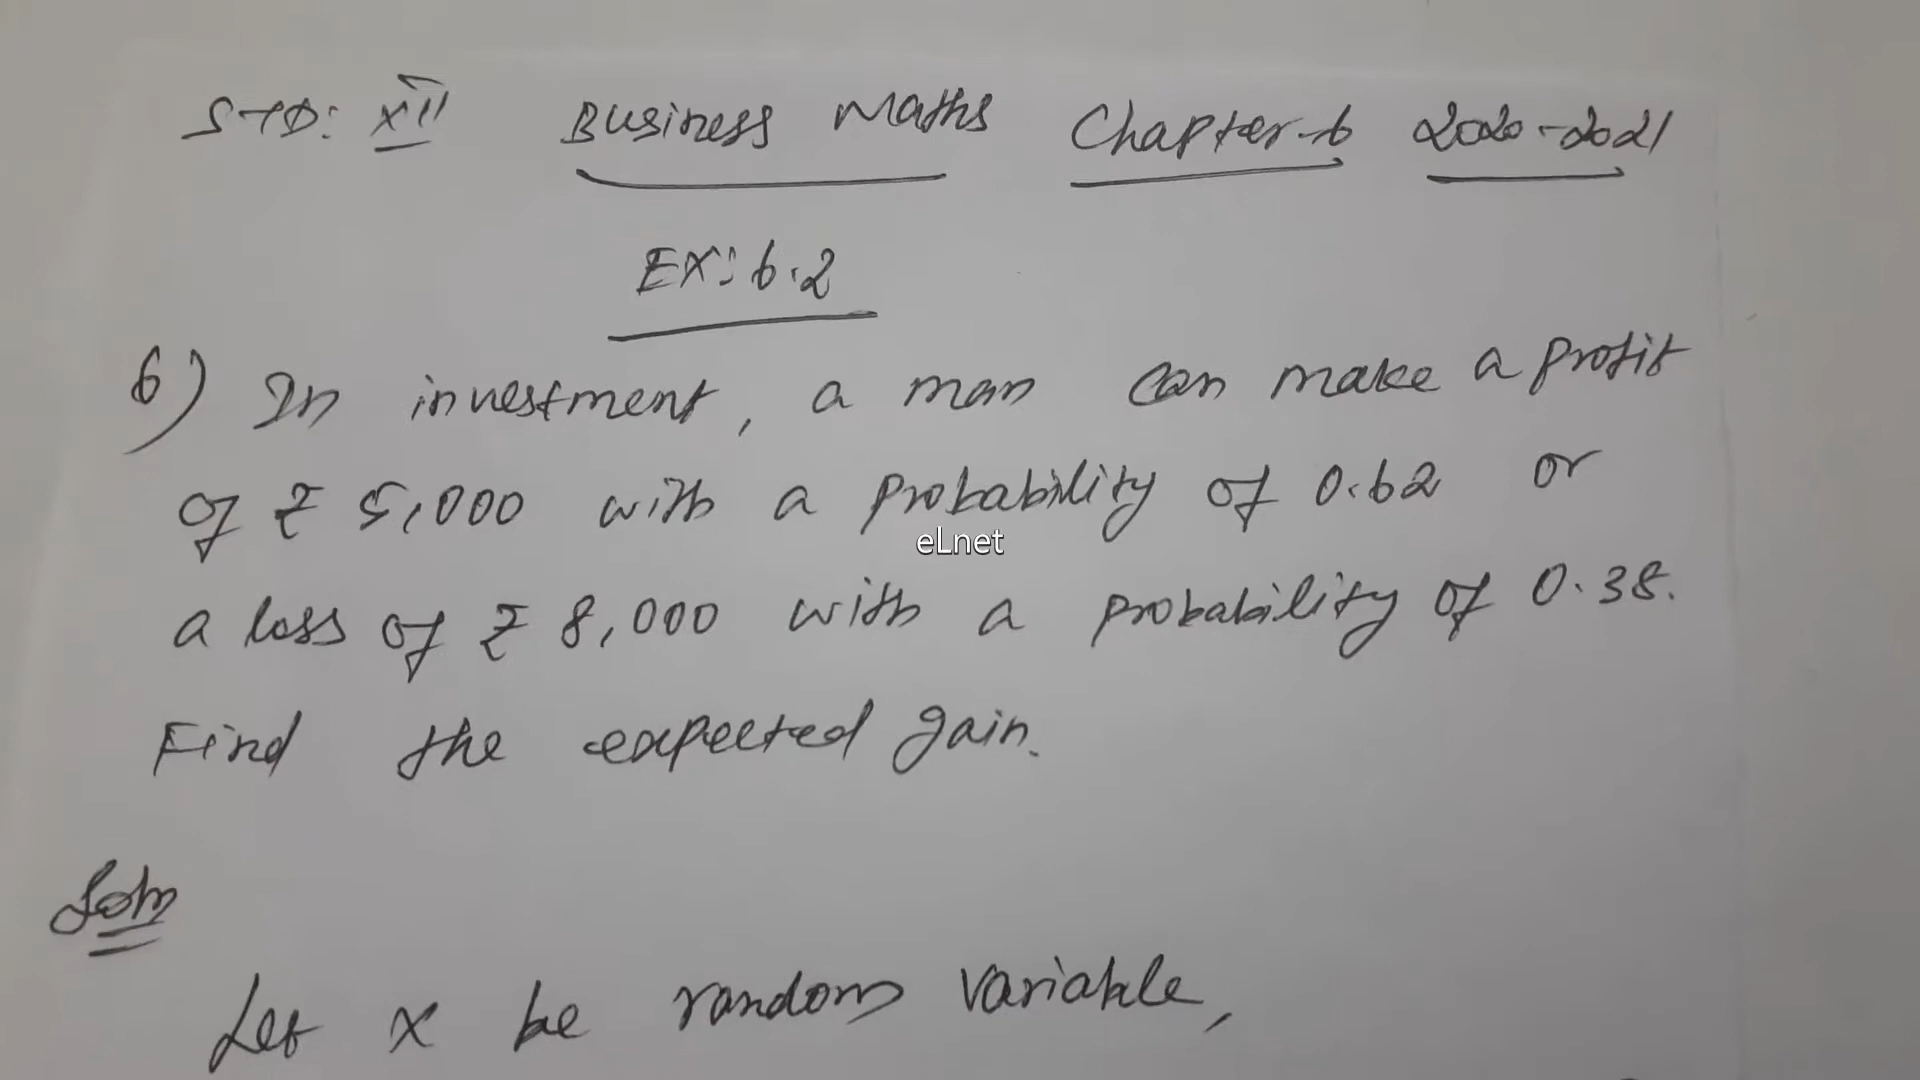 STD: XII Business Maths Chapter-6 2020-2021
EX: 6.2
6) In investment, a man can make a profit
of ₹ 5,000 with a probability of 0.62 or
eLnet
a loss of ₹ 8,000 with a probability of 0.38.
Find the expected gain.
Soln
Let x be random variable,